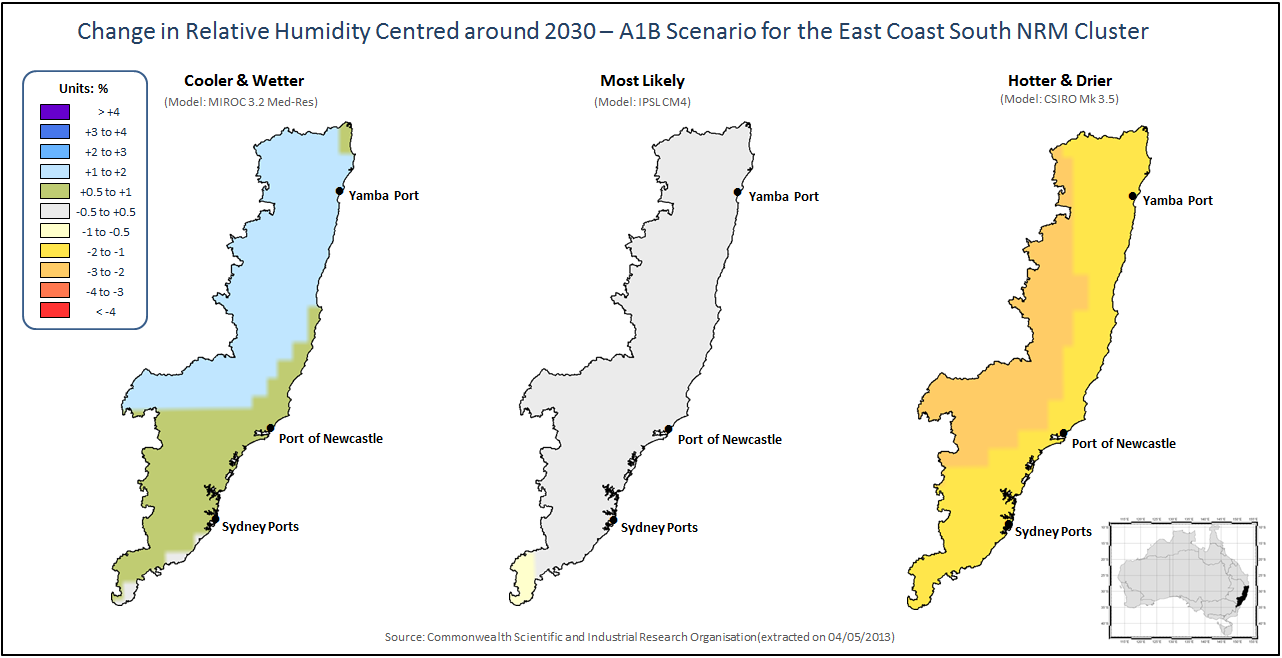 Change in Relative Humidity Centred around 2030 – A1B Scenario for the East Coast South NRM Cluster
Units: %
> +4
+3 to +4
+2 to +3
+1 to +2
+0.5 to +1
-0.5 to +0.5
-1 to -0.5
-2 to -1
-3 to -2
-4 to -3
< -4
Cooler & Wetter
(Model: MIROC 3.2 Med-Res)
Yamba Port
Port of Newcastle
Sydney Ports
Most Likely
(Model: IPSL CM4)
Yamba Port
Port of Newcastle
Sydney Ports
Hotter & Drier
(Model: CSIRO Mk 3.5)
Yamba Port
Port of Newcastle
Sydney Ports
Source: Commonwealth Scientific and Industrial Research Organisation(extracted on 04/05/2013)